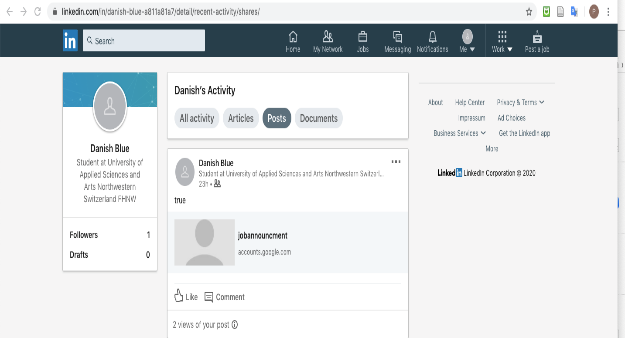 linkedin.com/in/danish-blue-a811a81a7/detail/recent-activity/shares/
P
in
Search
Home
My Network
Jobs
Messaging
Notifications
Me
Work
Post a job
Danish Blue
Student at University of
Applied Sciences and
Arts Northwestern
Switzerland FHNW
Followers 1
Drafts 0
Danish's Activity
All activity Articles Posts Documents
Danish Blue
Student at University of Applied Sciences and Arts Northwestern Switzerl...
23h •
true
jobannouncment
accounts.google.com
Like Comment
2 views of your post
About Help Center Privacy & Terms
Impressum Ad Choices
Business Services Get the LinkedIn app
More
Linked in LinkedIn Corporation © 2020